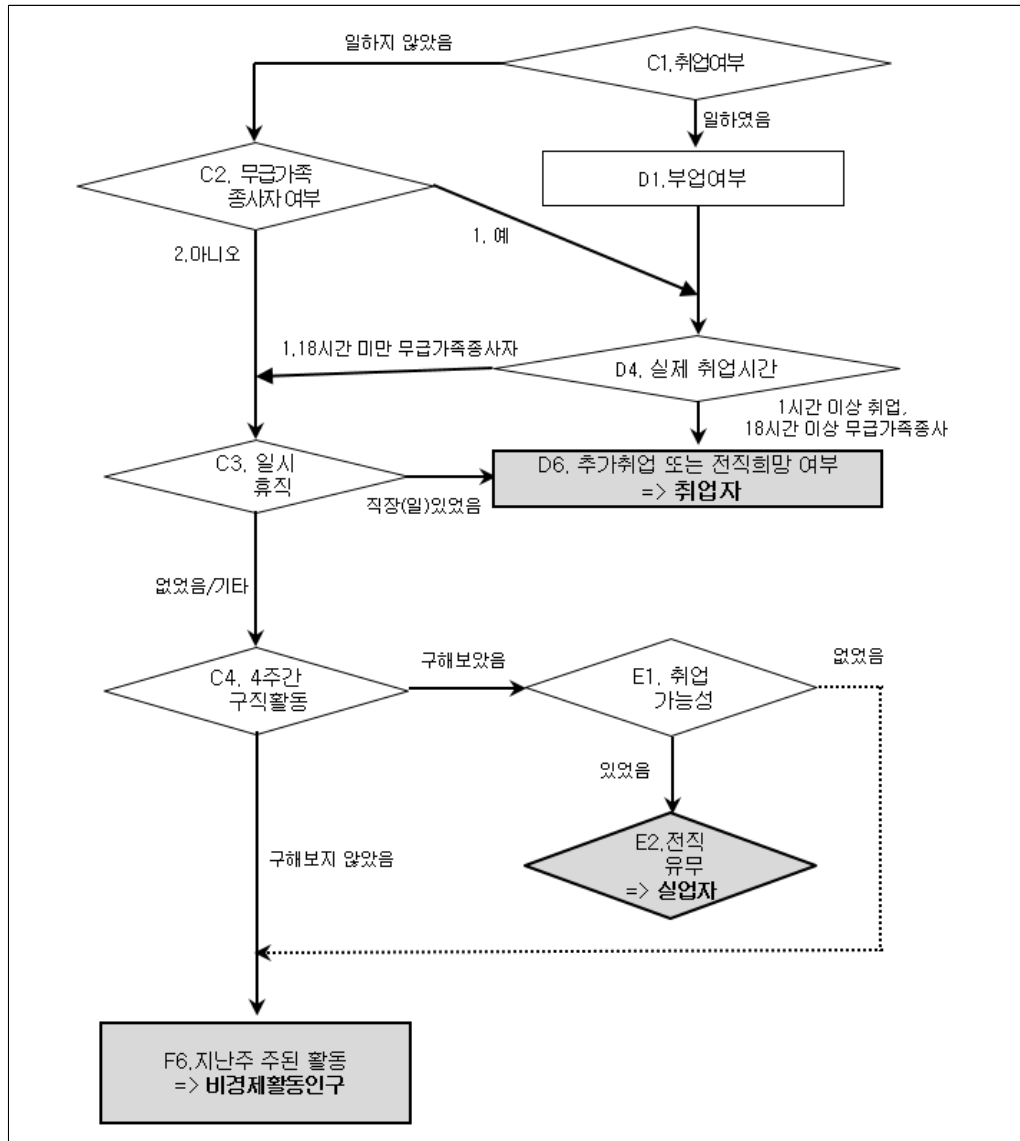 일하지 않았음
C1.취업여부
일하였음
C2. 무급가족
종사자여부
D1.부업여부
1. 예
2.아니오
1.18시간 미만 무급가족종사자
D4. 실제 취업시간
1시간 이상 취업,
18시간 이상 무급가족종사
C3. 일시
휴직
D6. 추가취업 또는 전직희망 여부
=> 취업자
직장(일)있었음
없었음/기타
C4. 4주간
구직활동
구해보았음
E1. 취업
가능성
없었음
있었음
E2.전직
유무
=> 실업자
구해보지 않았음
F6.지난주 주된 활동
=> 비경제활동인구